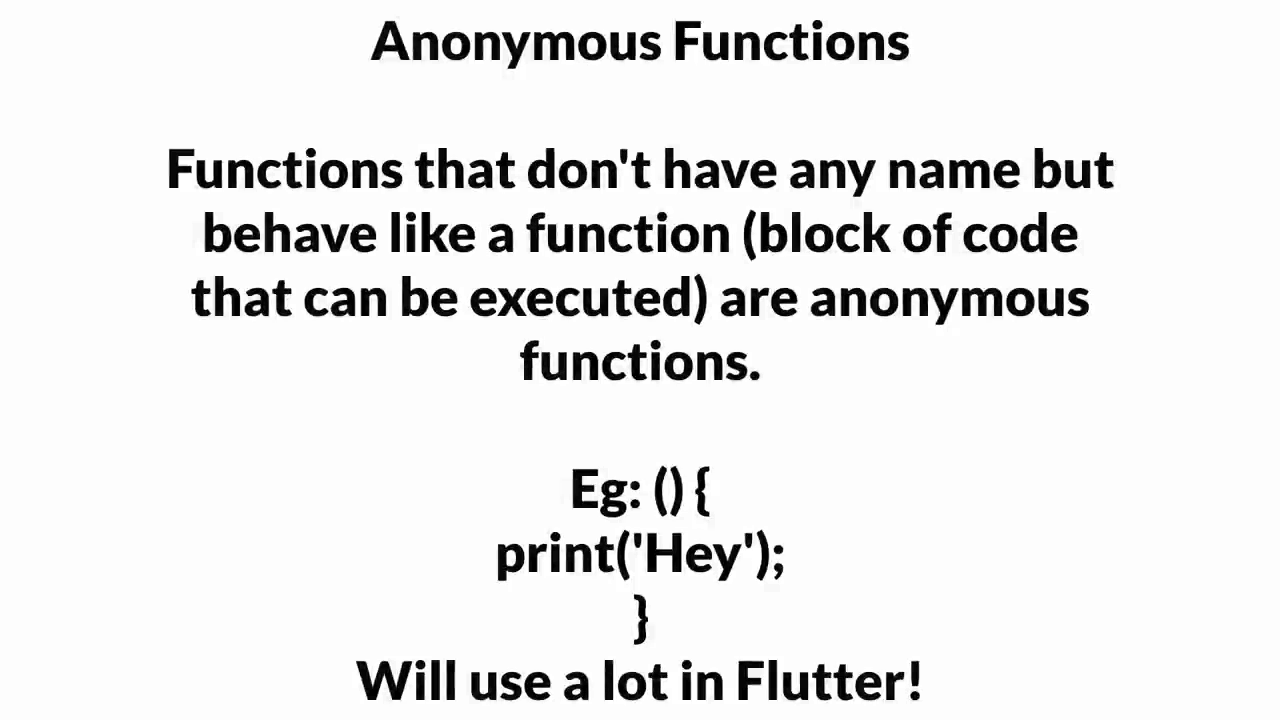 Anonymous Functions
Functions that don't have any name but
behave like a function (block of code
that can be executed) are anonymous
functions.
Eg: () {
print('Hey');
}
Will use a lot in Flutter!